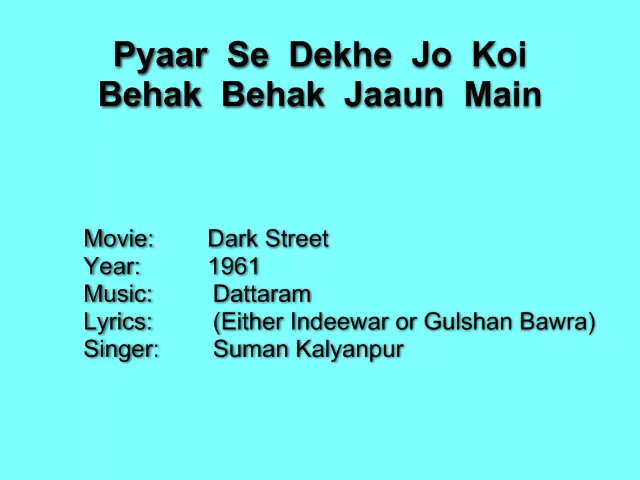 Pyaar Se Dekhe Jo Koi
Behak Behak Jaaun Main
Movie: Dark Street
Year: 1961
Music: Dattaram
Lyrics: (Either Indeewar or Gulshan Bawra)
Singer: Suman Kalyanpur